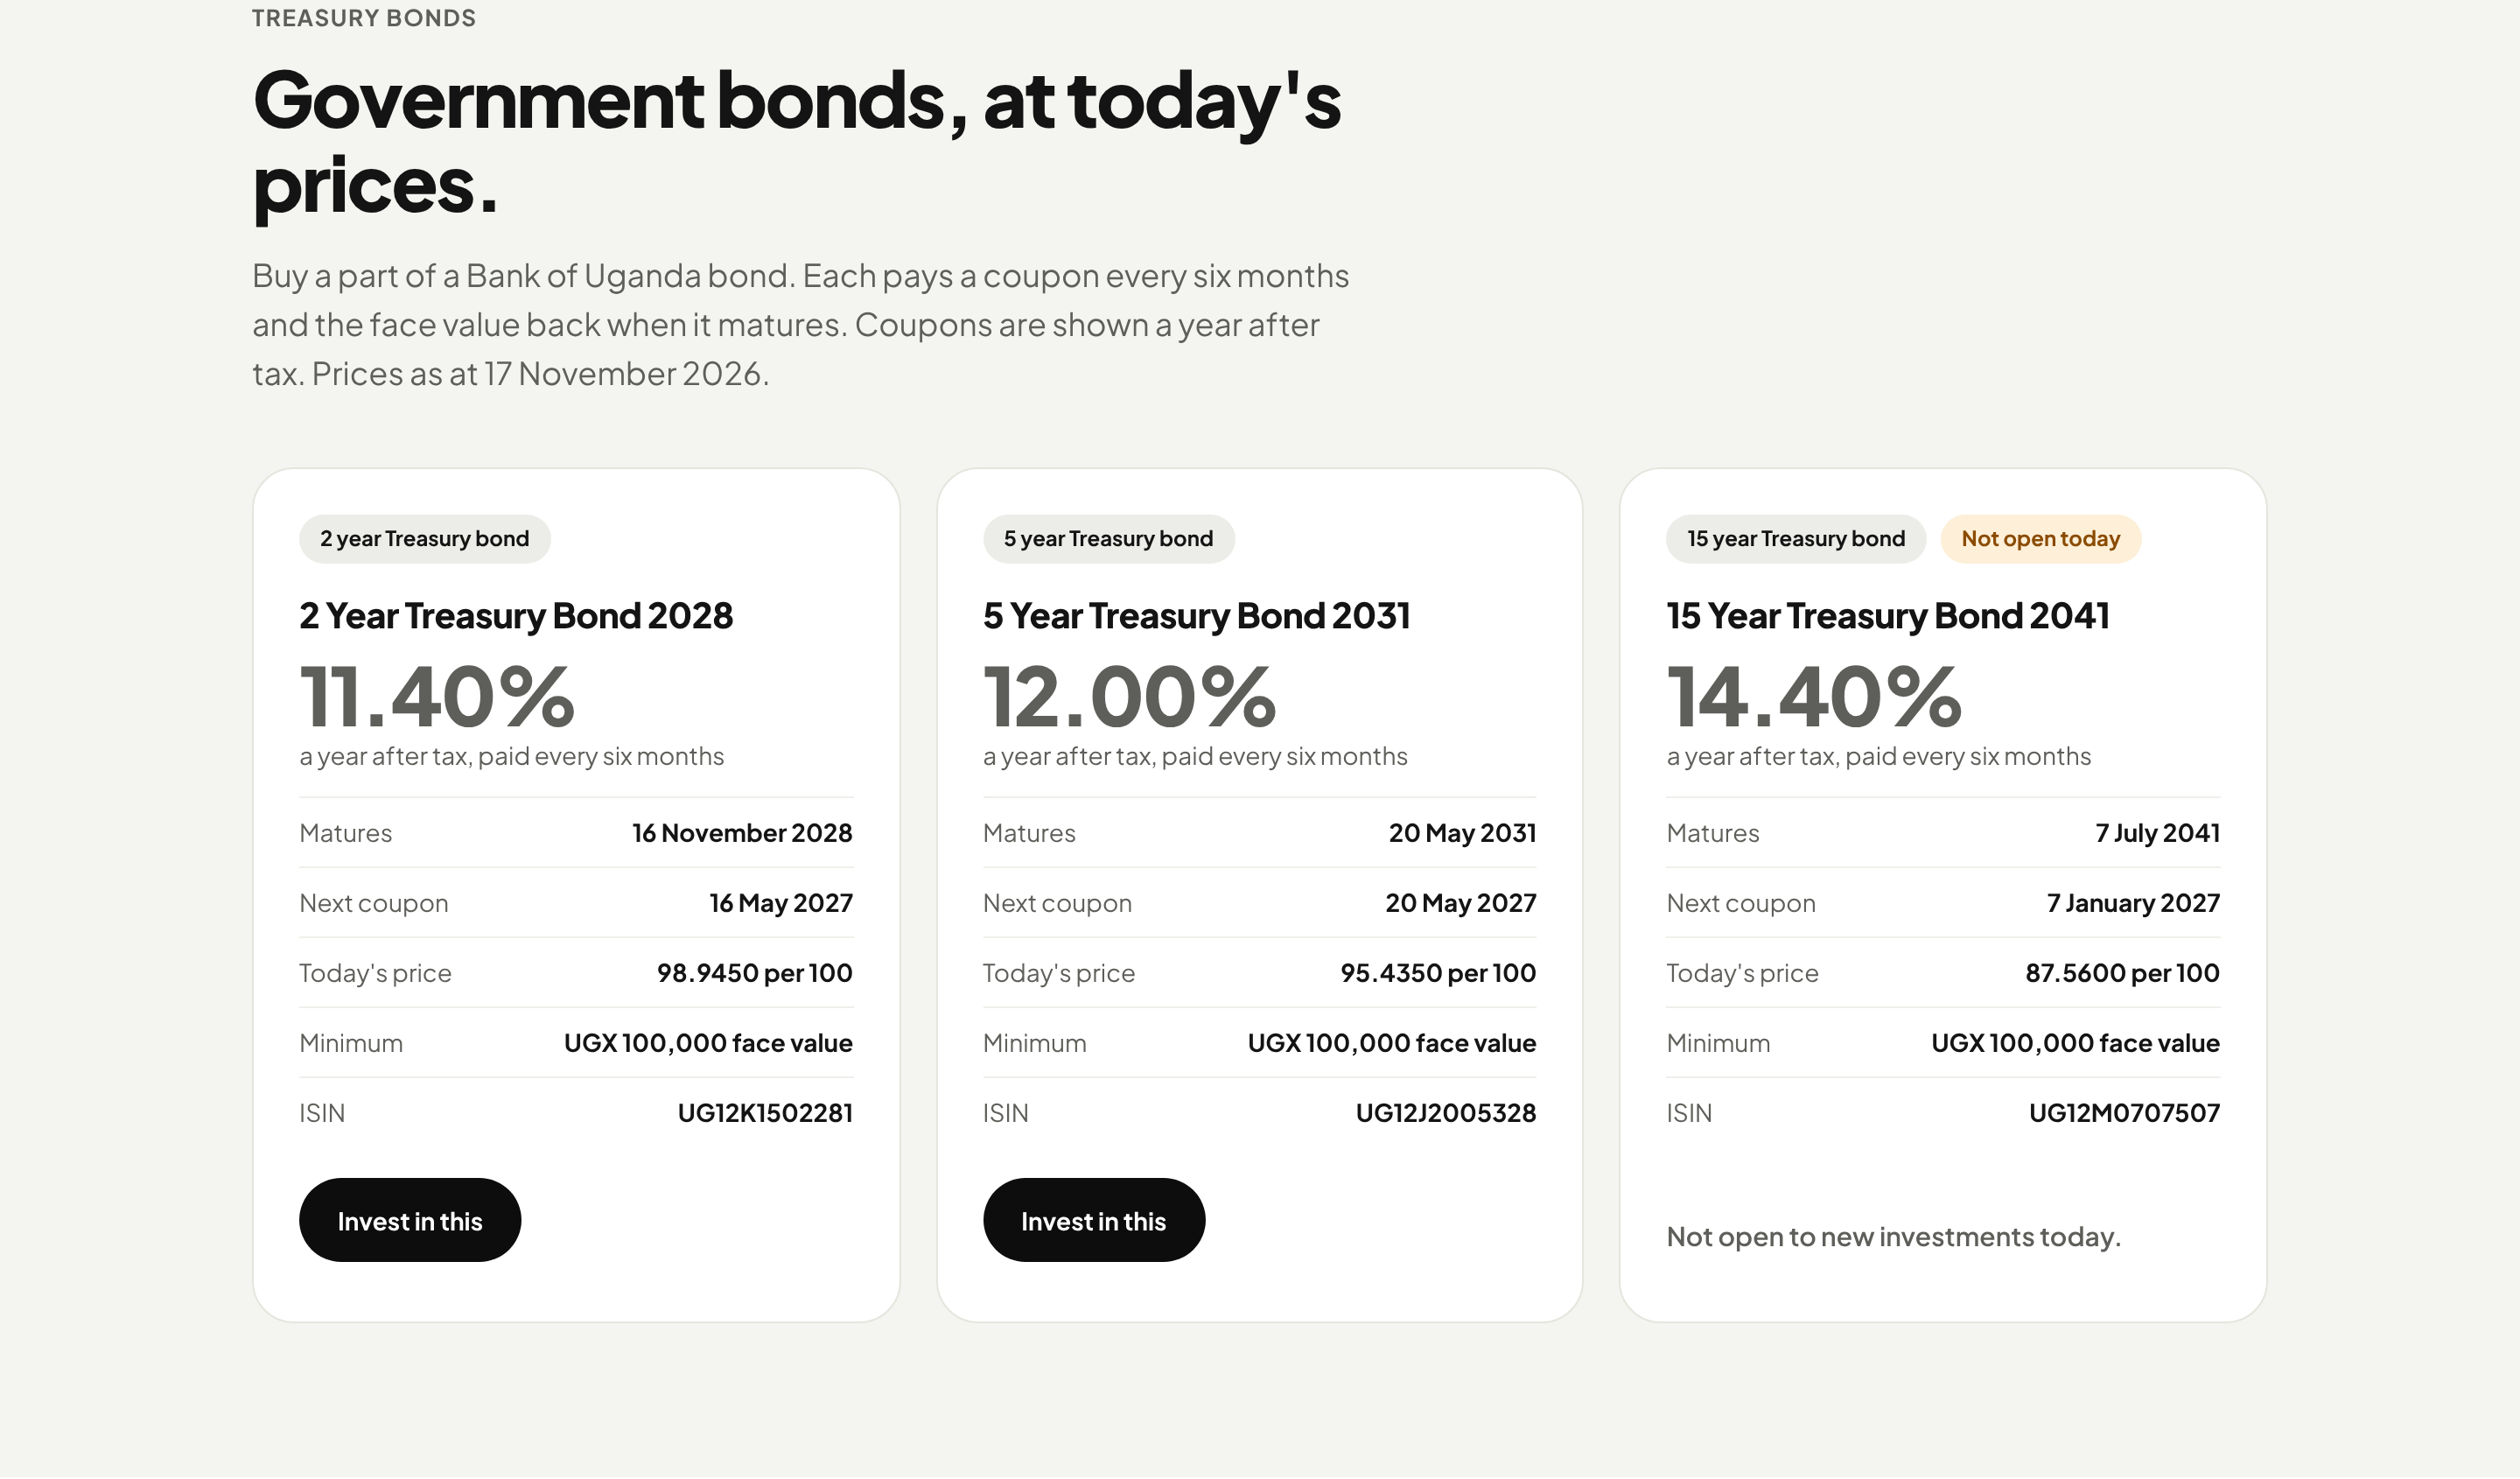 TREASURY BONDS
Government bonds, at today's
prices.
Buy a part of a Bank of Uganda bond. Each pays a coupon every six months
and the face value back when it matures. Coupons are shown a year after
tax. Prices as at 17 November 2026.
2 year Treasury bond
2 Year Treasury Bond 2028
11.40%
a year after tax, paid every six months
Matures 16 November 2028
Next coupon 16 May 2027
Today's price 98.9450 per 100
Minimum UGX 100,000 face value
ISIN UG12K1502281
Invest in this
5 year Treasury bond
5 Year Treasury Bond 2031
12.00%
a year after tax, paid every six months
Matures 20 May 2031
Next coupon 20 May 2027
Today's price 95.4350 per 100
Minimum UGX 100,000 face value
ISIN UG12J2005328
Invest in this
15 year Treasury bond Not open today
15 Year Treasury Bond 2041
14.40%
a year after tax, paid every six months
Matures 7 July 2041
Next coupon 7 January 2027
Today's price 87.5600 per 100
Minimum UGX 100,000 face value
ISIN UG12M0707507
Not open to new investments today.